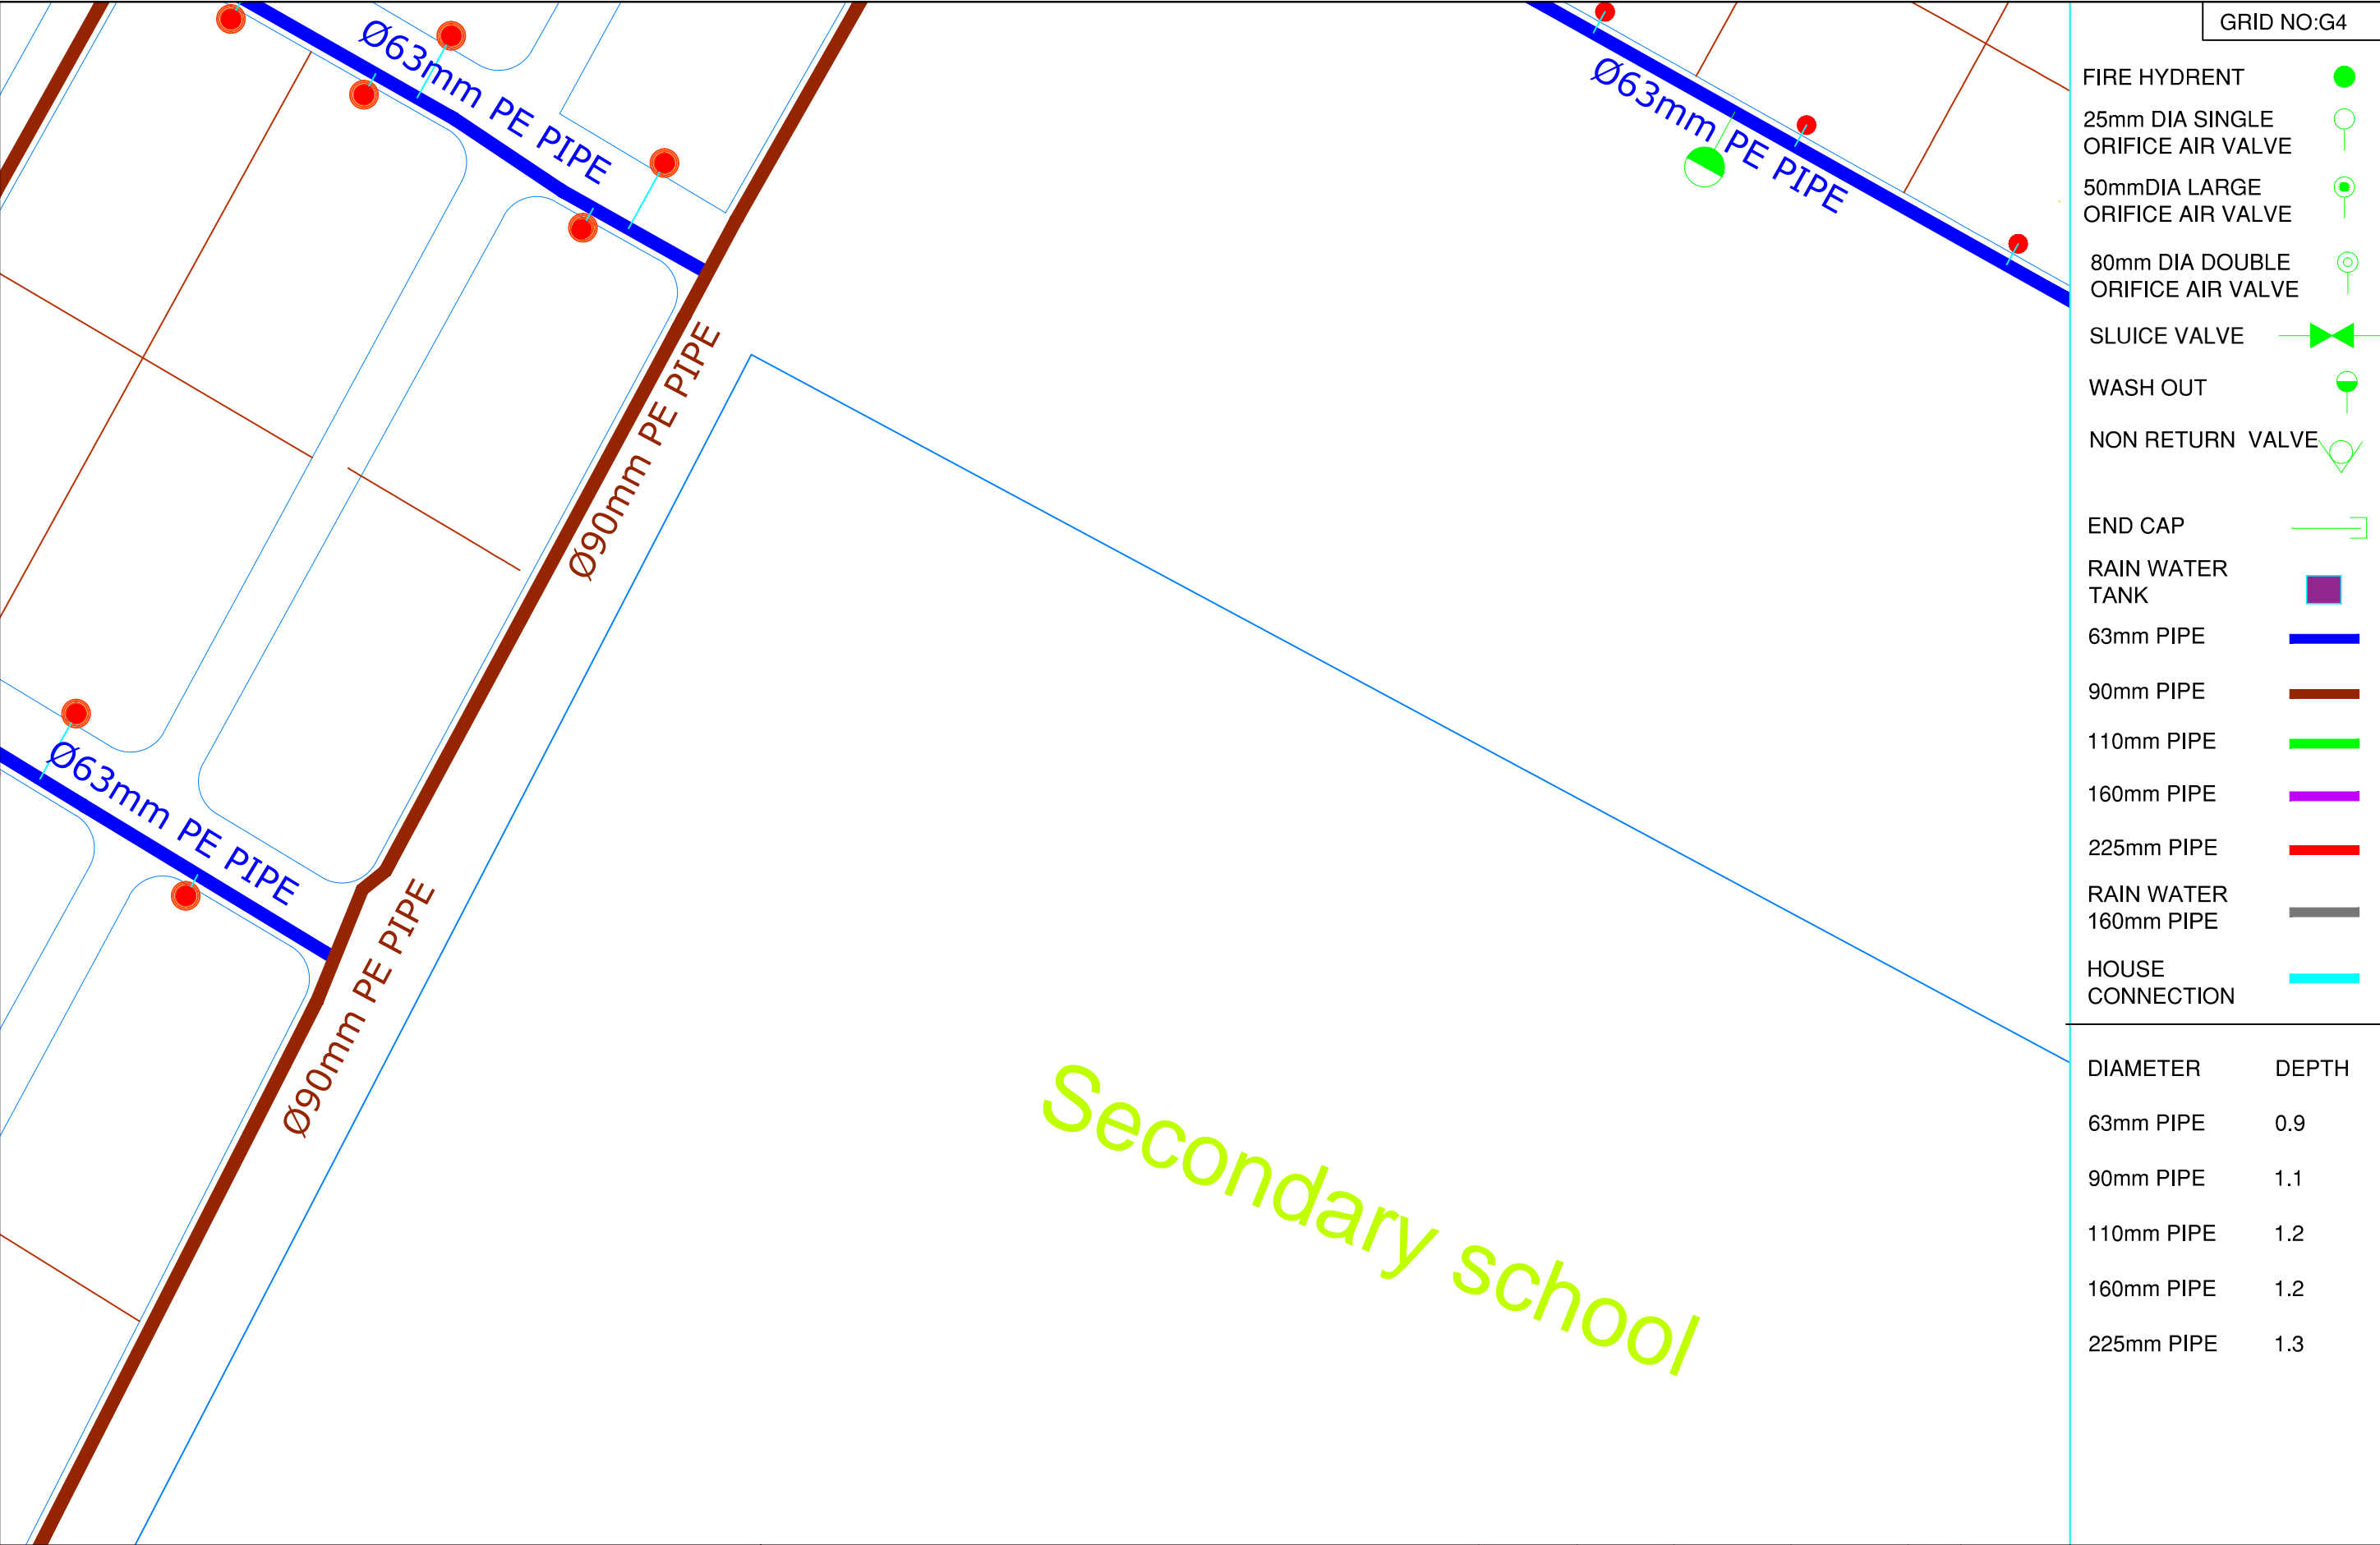 Ø63mm PE PIPE
Ø63mm PE PIPE
Ø90mm PE PIPE
Ø63mm PE PIPE
Ø90mm PE PIPE
Secondary school
GRID NO:G4
FIRE HYDRENT
25mm DIA SINGLE
ORIFICE AIR VALVE
50mmDIA LARGE
ORIFICE AIR VALVE
80mm DIA DOUBLE
ORIFICE AIR VALVE
SLUICE VALVE
WASH OUT
NON RETURN VALVE
END CAP
RAIN WATER
TANK
63mm PIPE
90mm PIPE
110mm PIPE
160mm PIPE
225mm PIPE
RAIN WATER
160mm PIPE
HOUSE
CONNECTION
DIAMETER DEPTH
63mm PIPE 0.9
90mm PIPE 1.1
110mm PIPE 1.2
160mm PIPE 1.2
225mm PIPE 1.3